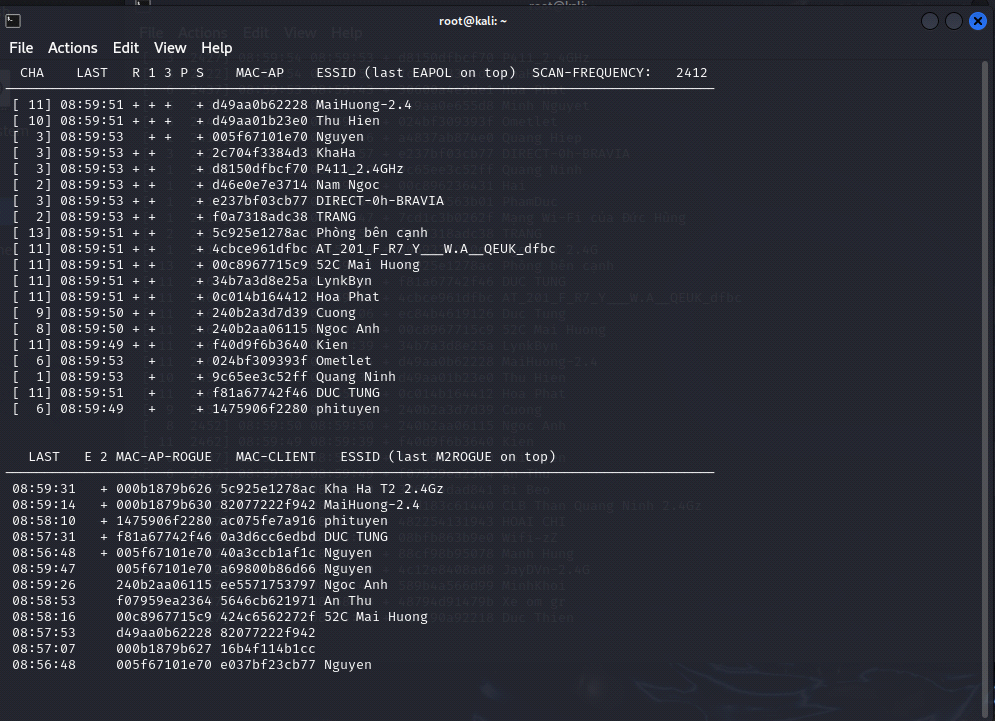 root@kali: ~
File Actions Edit View Help
CHA LAST R 1 3 P S MAC-AP ESSID (last EAPOL on top) SCAN-FREQUENCY: 2412
[ 11] 08:59:51 + + + + d49aa0b62228 MaiHuong-2.4
[ 10] 08:59:51 + + + + d49aa01b23e0 Thu Hien
[ 3] 08:59:53 + + + 005f67101e70 Nguyen
[ 3] 08:59:53 + + + 2c704f3384d3 KhaHa
[ 3] 08:59:53 + + + d8150dfbcf70 P411_2.4GHz
[ 2] 08:59:53 + + + d46e0e7e3714 Nam Ngoc
[ 3] 08:59:53 + + + e237bf03cb77 DIRECT-0h-BRAVIA
[ 2] 08:59:53 + + + f0a7318adc38 TRANG
[ 13] 08:59:51 + + + 5c925e1278ac Phòng bên cạnh
[ 11] 08:59:51 + + + 4cbce961dfbc AT_201_F_R7_Y___W.A__QEUK_dfbc
[ 11] 08:59:51 + + + 00c8967715c9 52C Mai Huong
[ 11] 08:59:51 + + + 34b7a3d8e25a LynkByn
[ 11] 08:59:51 + + + 0c014b164412 Hoa Phat
[ 9] 08:59:50 + + + 240b2a3d7d39 Cuong
[ 8] 08:59:50 + + + 240b2aa06115 Ngoc Anh
[ 11] 08:59:49 + + + f40d9f6b3640 Kien
[ 6] 08:59:53 + + 024bf309393f Ometlet
[ 1] 08:59:53 + + 9c65ee3c52ff Quang Ninh
[ 11] 08:59:51 + + f81a67742f46 DUC TUNG
[ 6] 08:59:49 + + 1475906f2280 phituyen
LAST E 2 MAC-AP-ROGUE MAC-CLIENT ESSID (last M2ROGUE on top)
08:59:31 + 000b1879b626 5c925e1278ac Kha Ha T2 2.4Gz
08:59:14 + 000b1879b630 82077222f942 MaiHuong-2.4
08:58:10 + 1475906f2280 ac075fe7a916 phituyen
08:57:31 + f81a67742f46 0a3d6cc6edbd DUC TUNG
08:56:48 + 005f67101e70 40a3ccb1af1c Nguyen
08:59:47 005f67101e70 a69800b86d66 Nguyen
08:59:26 240b2aa06115 ee5571753797 Ngoc Anh
08:58:53 f07959ea2364 5646cb621971 An Thu
08:58:16 00c8967715c9 424c6562272f 52C Mai Huong
08:57:53 d49aa0b62228 82077222f942
08:57:07 000b1879b627 16b4f114b1cc
08:56:48 005f67101e70 e037bf23cb77 Nguyen